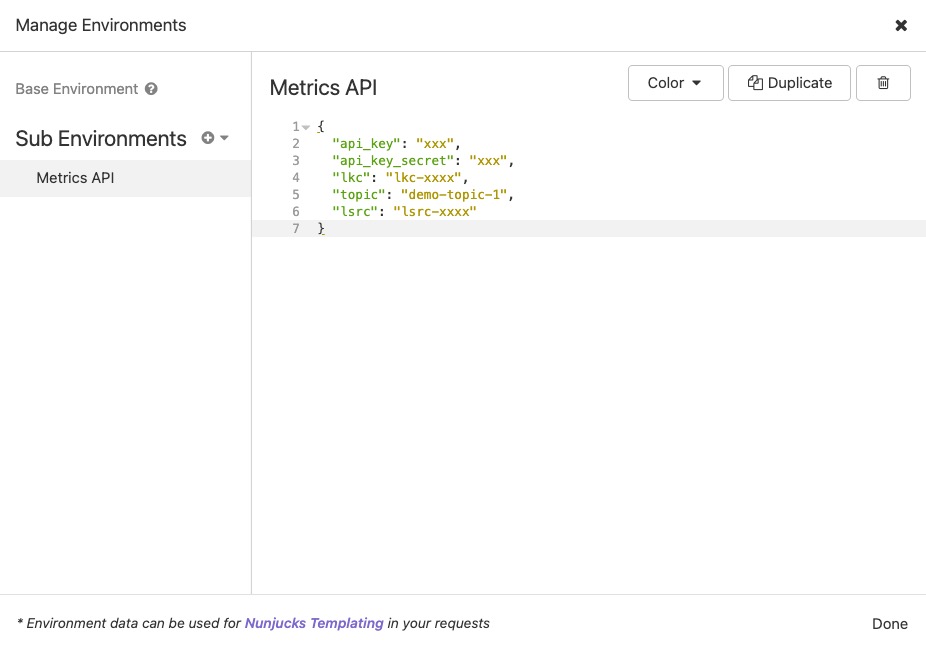 Manage Environments
Base Environment
Sub Environments
Metrics API
Metrics API
Color
Duplicate
1 {
2 "api_key": "xxx",
3 "api_key_secret": "xxx",
4 "lkc": "lkc-xxxx",
5 "topic": "demo-topic-1",
6 "lsrc": "lsrc-xxxx"
7 }
* Environment data can be used for Nunjucks Templating in your requests
Done